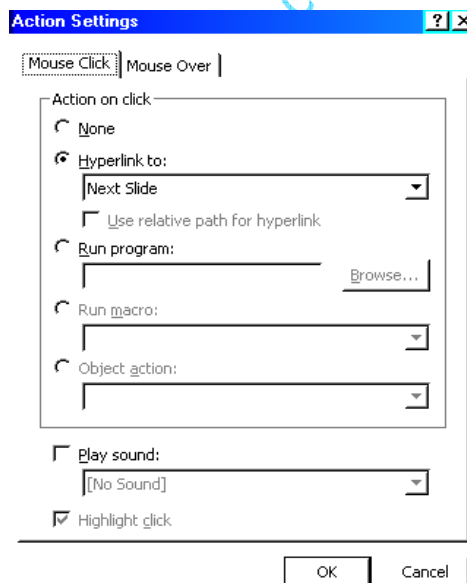 Action Settings
Mouse Click Mouse Over
Action on click
None
Hyperlink to:
Next Slide
Use relative path for hyperlink
Run program:
Browse...
Run macro:
Object action:
Play sound:
[No Sound]
Highlight click
OK Cancel